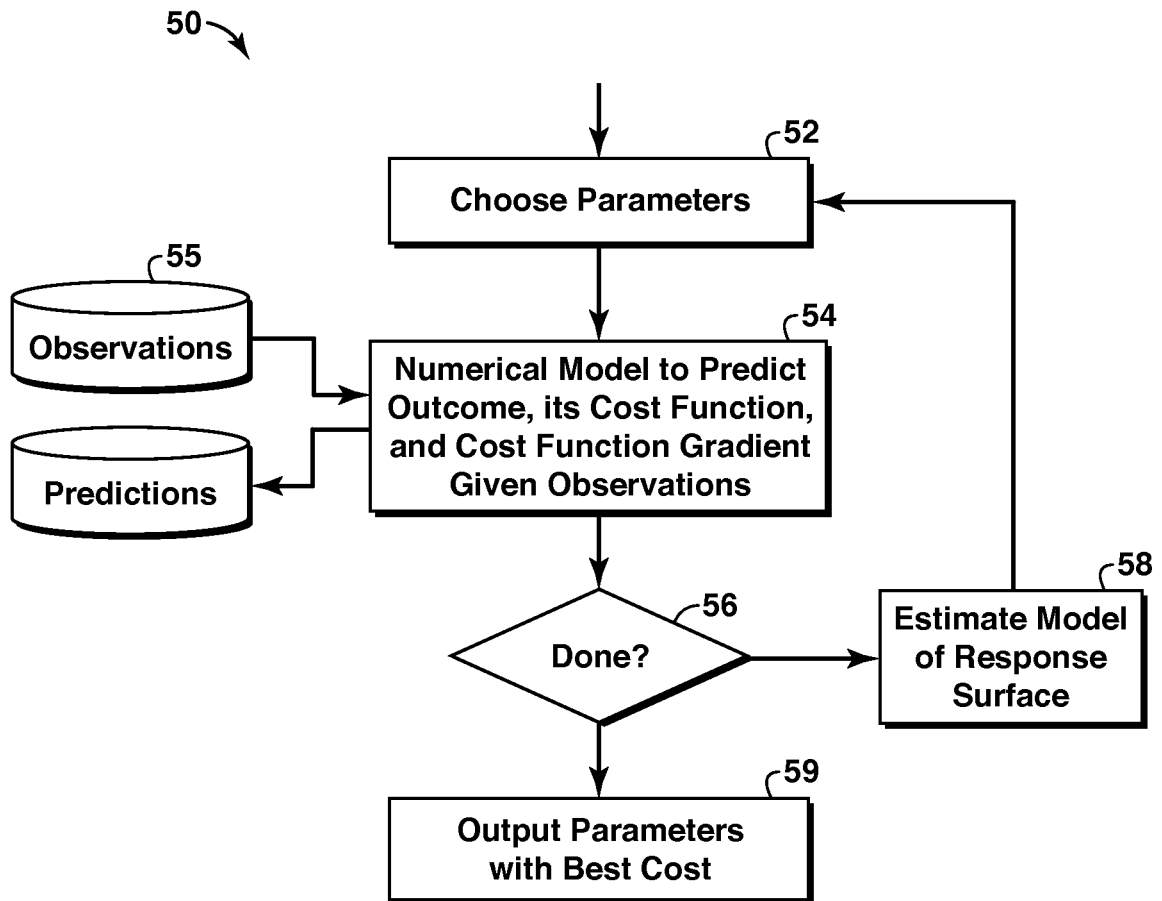 50
52
Choose Parameters
55
Observations
Predictions
54
Numerical Model to Predict
Outcome, its Cost Function,
and Cost Function Gradient
Given Observations
56
Done?
58
Estimate Model
of Response
Surface
59
Output Parameters
with Best Cost